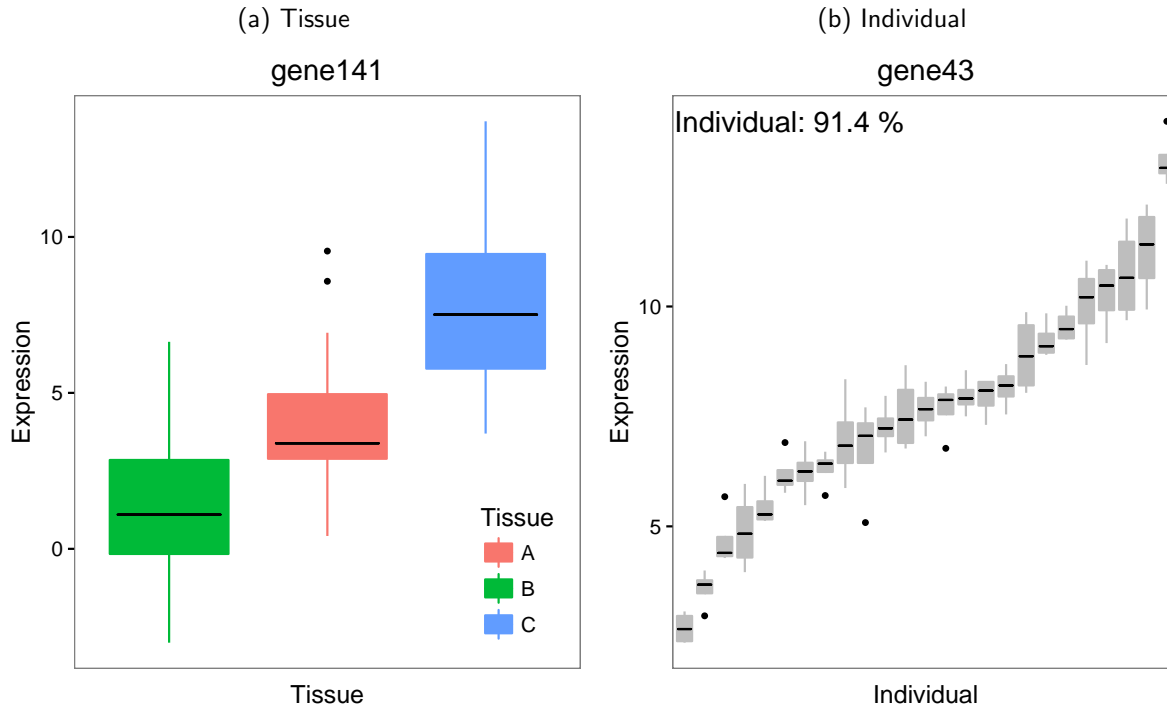 (a) Tissue
gene141
10
5
0
Expression
Tissue
A
B
C
Tissue
(b) Individual
gene43
Individual: 91.4 %
10
5
Expression
Individual